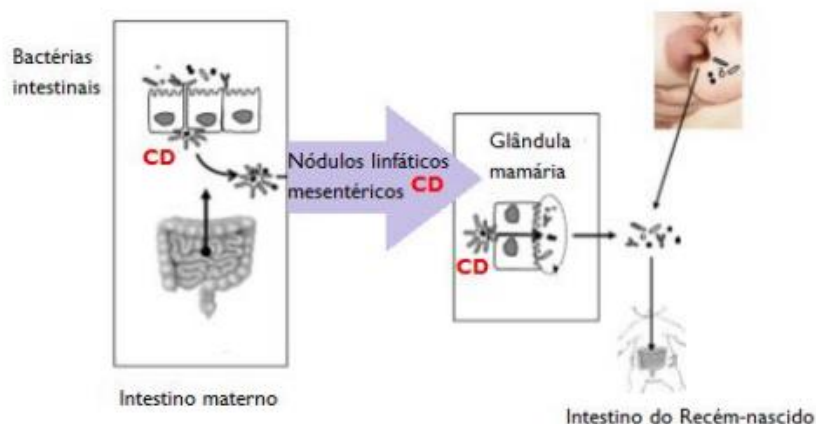 Bactérias
intestinais
CD
Intestino materno
Nódulos linfáticos
mesentéricos CD
Glândula
mamária
CD
Intestino do Recém-nascido